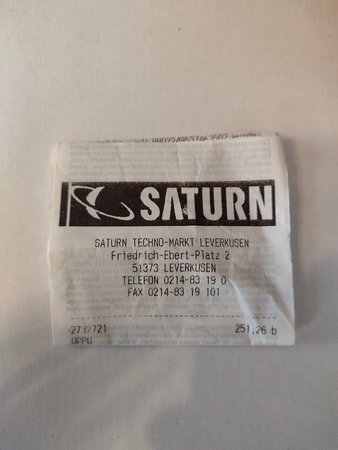 SATURN
SATURN TECHNO-MARKT LEVERKUSEN
Friedrich-Ebert-Platz 2
51373 LEVERKUSEN
TELEFON 0214-83 19 0
FAX 0214-83 19 101
2732721 251,26 b
OPPO